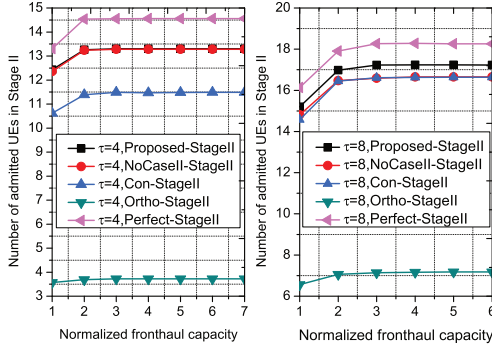 Number of admitted UEs in Stage II
15
14
13
12
11
10
9
8
7
6
5
4
3
τ=4,Proposed-StageII
τ=4,NoCaseII-StageII
τ=4,Con-StageII
τ=4,Ortho-StageII
τ=4,Perfect-StageII
1 2 3 4 5 6 7
Normalized fronthaul capacity
Number of admitted UEs in Stage II
20
18
16
14
12
10
8
6
τ=8,Proposed-StageII
τ=8,NoCaseII-StageII
τ=8,Con-StageII
τ=8,Ortho-StageII
τ=8,Perfect-StageII
1 2 3 4 5 6
Normalized fronthaul capacity